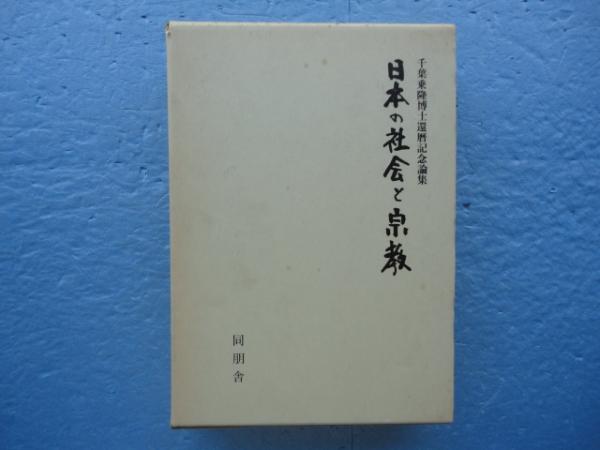 千葉乗隆博士還暦記念論集
日本の社会と宗教
同朋舎